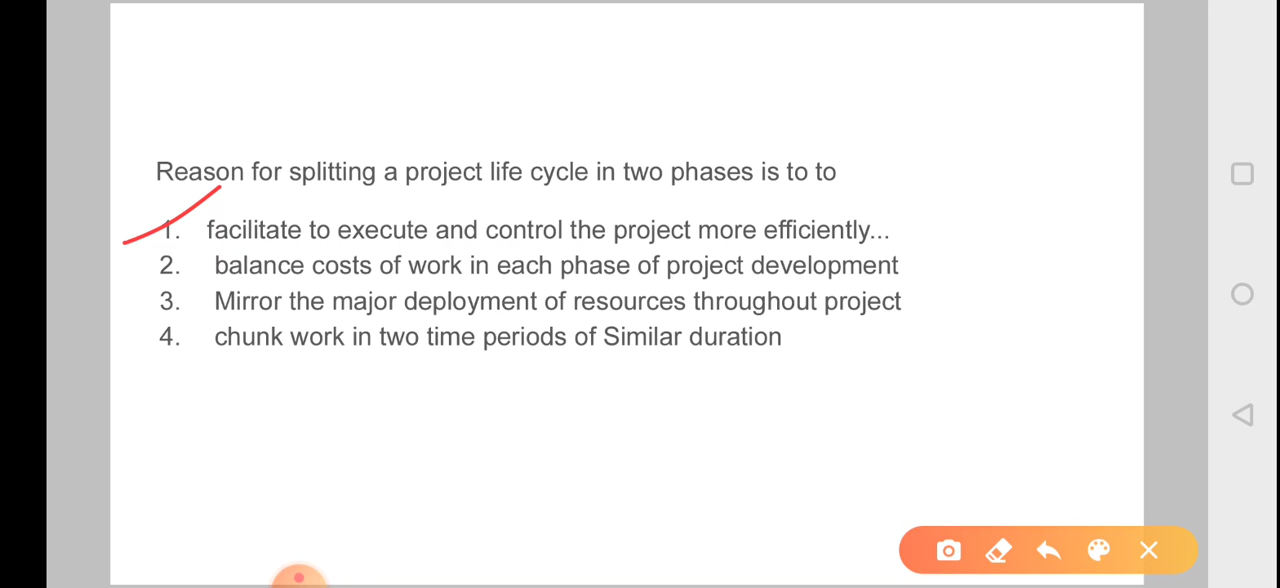 Reason for splitting a project life cycle in two phases is to to
1. facilitate to execute and control the project more efficiently...
2. balance costs of work in each phase of project development
3. Mirror the major deployment of resources throughout project
4. chunk work in two time periods of Similar duration